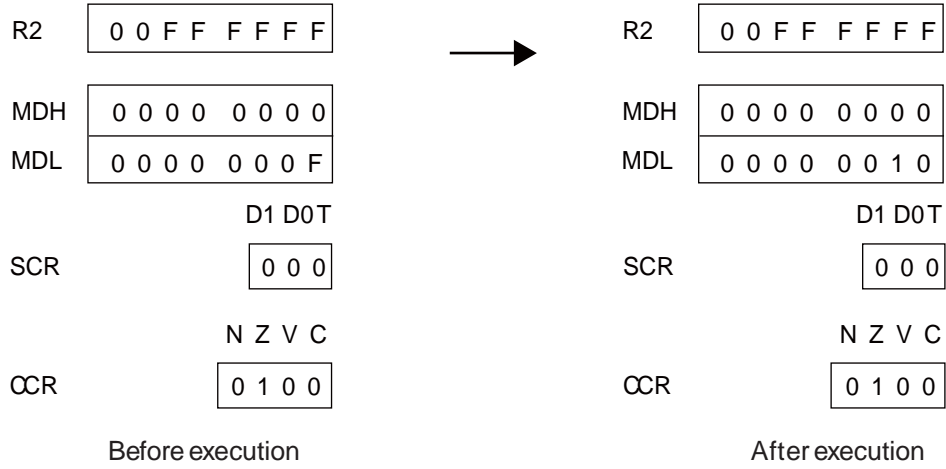 R2 0 0 F F F F F F R2 0 0 F F F F F F
MDH 0 0 0 0 0 0 0 0 MDH 0 0 0 0 0 0 0 0
MDL 0 0 0 0 0 0 0 F MDL 0 0 0 0 0 0 1 0
D1 D0 T D1 D0 T
SCR 0 0 0 SCR 0 0 0
N Z V C N Z V C
CCR 0 1 0 0 CCR 0 1 0 0
Before execution After execution